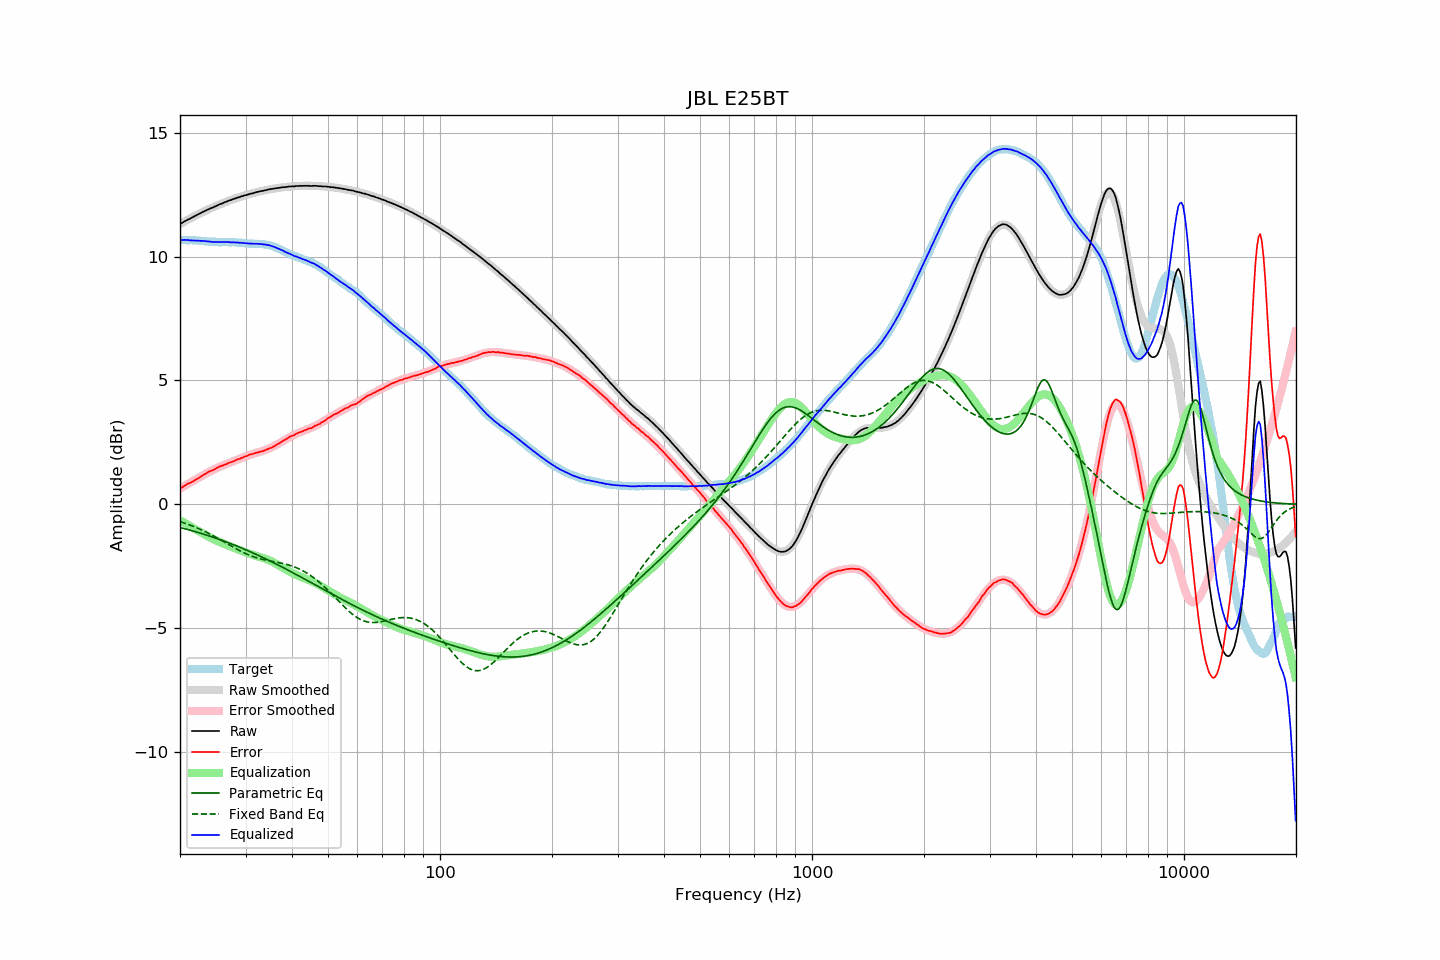 JBL E25BT
Amplitude (dBr)
15
10
5
0
−5
−10
Target
Raw Smoothed
Error Smoothed
Raw
Error
Equalization
Parametric Eq
Fixed Band Eq
Equalized
100
1000
10000
Frequency (Hz)